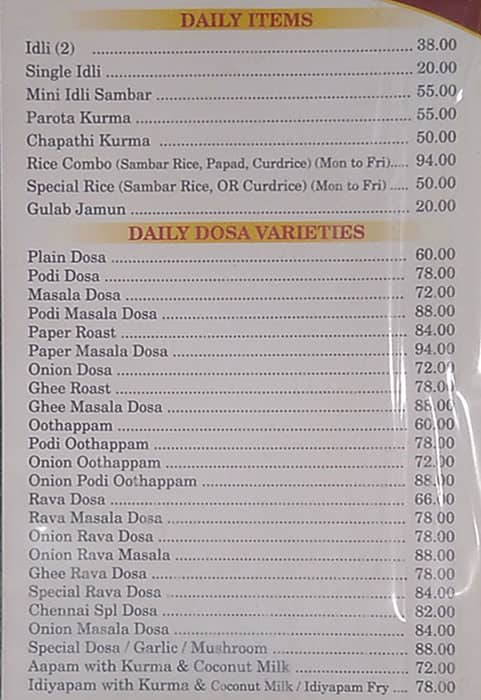 DAILY ITEMS
Idli (2) ........ 38.00
Single Idli ........ 20.00
Mini Idli Sambar ........ 55.00
Parota Kurma ........ 55.00
Chapathi Kurma ........ 50.00
Rice Combo (Sambar Rice, Papad, Curdrice) (Mon to Fri)..... 94.00
Special Rice (Sambar Rice, OR Curdrice) (Mon to Fri) ..... 50.00
Gulab Jamun ........ 20.00
DAILY DOSA VARIETIES
Plain Dosa ........ 60.00
Podi Dosa ........ 78.00
Masala Dosa ........ 72.00
Podi Masala Dosa ........ 88.00
Paper Roast ........ 84.00
Paper Masala Dosa ........ 94.00
Onion Dosa ........ 72.00
Ghee Roast ........ 78.00
Ghee Masala Dosa ........ 88.00
Oothappam ........ 60.00
Podi Oothappam ........ 78.00
Onion Oothappam ........ 72.00
Onion Podi Oothappam ........ 88.00
Rava Dosa ........ 66.00
Rava Masala Dosa ........ 78.00
Onion Rava Dosa ........ 78.00
Onion Rava Masala ........ 88.00
Ghee Rava Dosa ........ 78.00
Special Rava Dosa ........ 84.00
Chennai Spl Dosa ........ 82.00
Onion Masala Dosa ........ 84.00
Special Dosa / Garlic / Mushroom ........ 88.00
Aapam with Kurma & Coconut Milk ........ 72.00
Idiyapam with Kurma & Coconut Milk / Idiyapam Fry .... 78.00